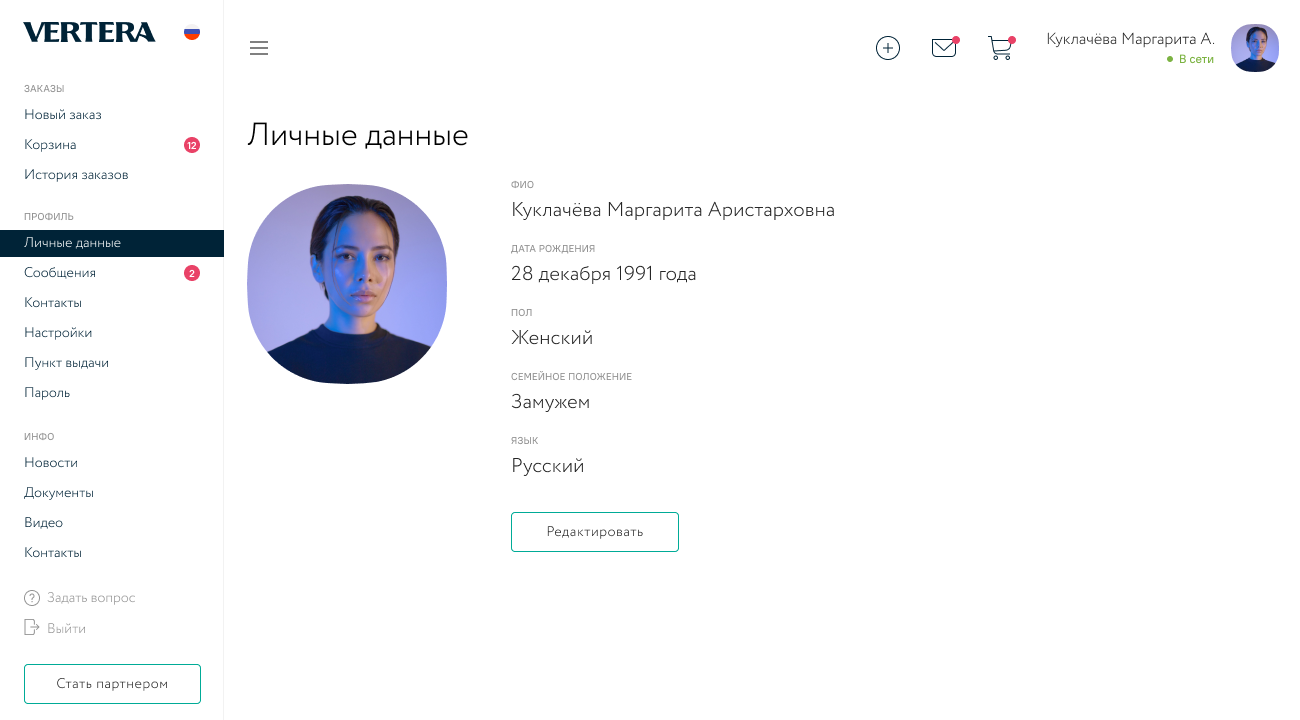 VERTERA
ЗАКАЗЫ
Новый заказ
Корзина 12
История заказов
ПРОФИЛЬ
Личные данные
Сообщения 2
Контакты
Настройки
Пункт выдачи
Пароль
ИНФО
Новости
Документы
Видео
Контакты
Задать вопрос
Выйти
Стать партнером
Куклачёва Маргарита А.
В сети
Личные данные
ФИО
Куклачёва Маргарита Аристарховна
ДАТА РОЖДЕНИЯ
28 декабря 1991 года
ПОЛ
Женский
СЕМЕЙНОЕ ПОЛОЖЕНИЕ
Замужем
ЯЗЫК
Русский
Редактировать